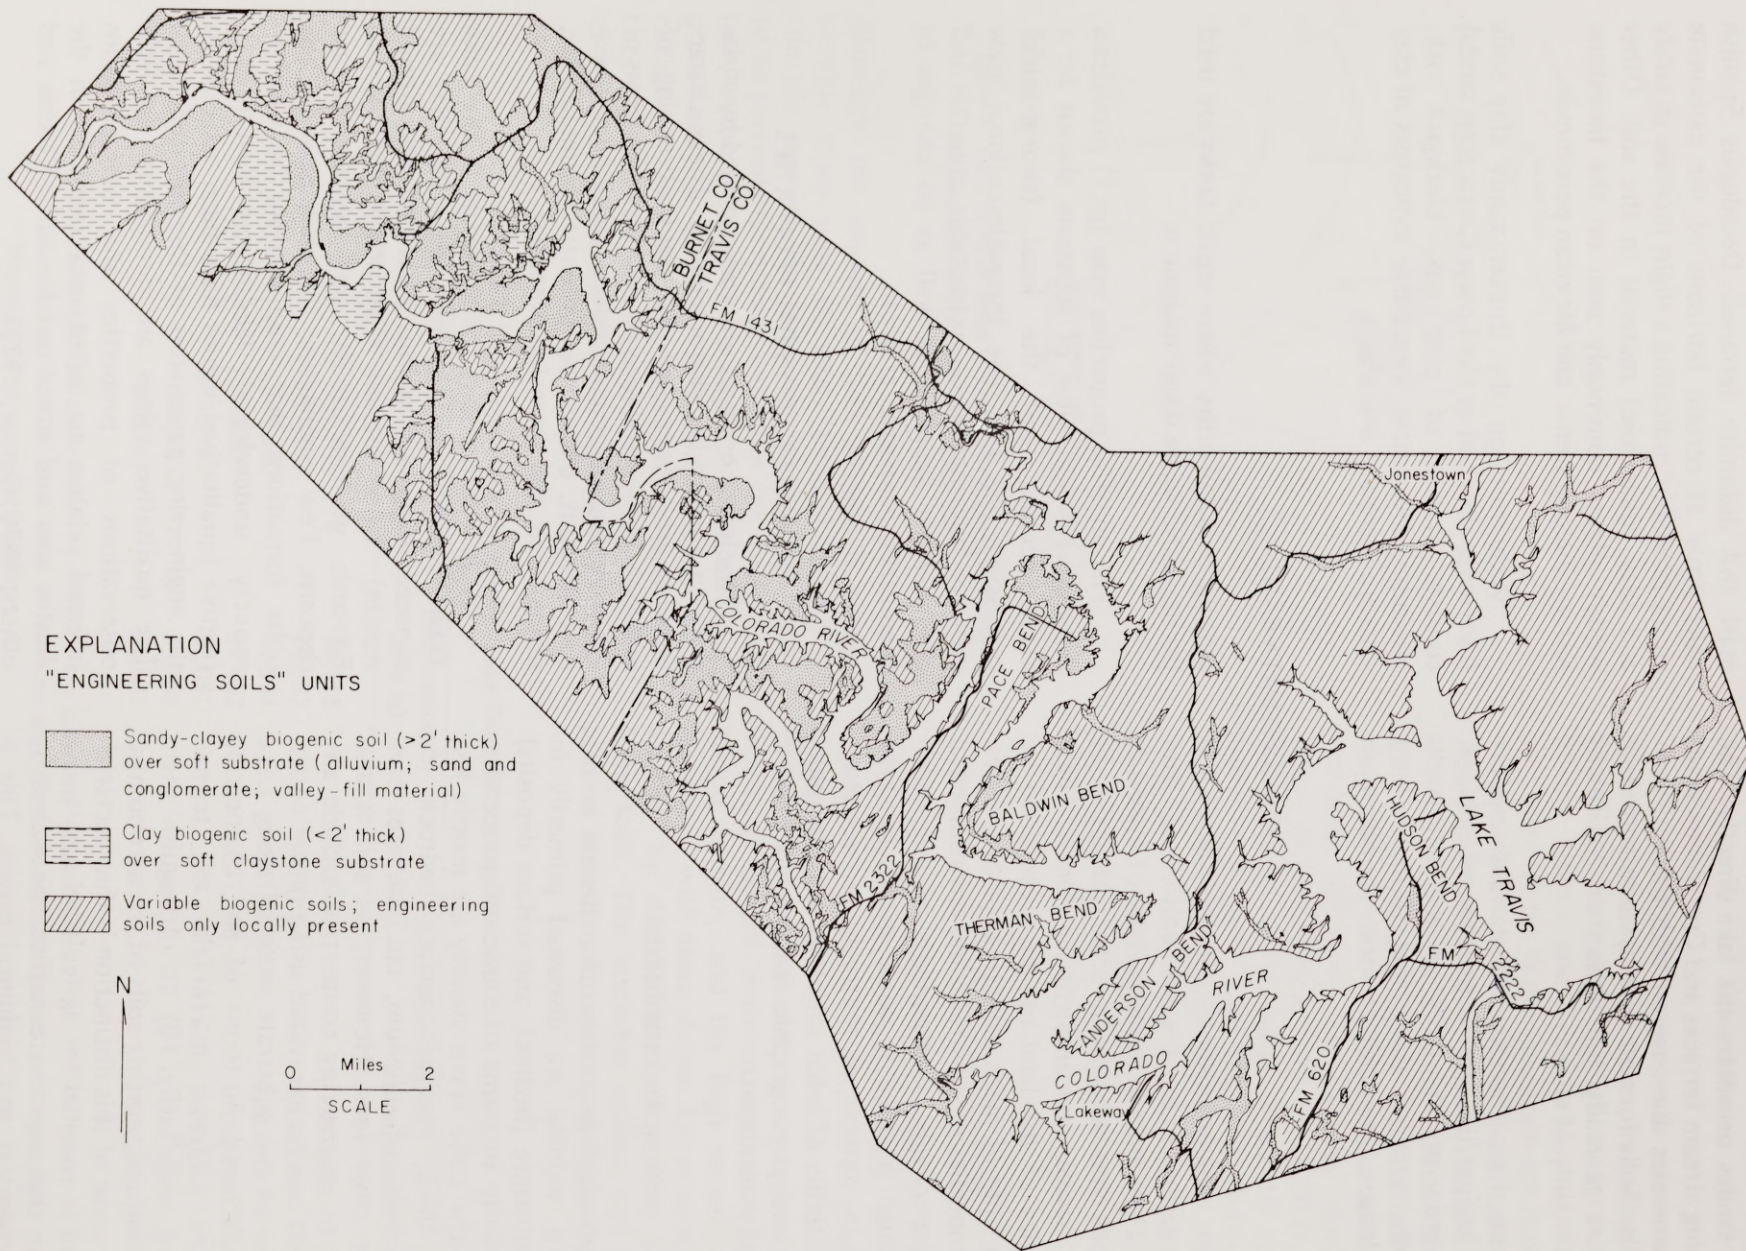 BURNET CO.
TRAVIS CO.
FM 1431
Jonestown
COLORADO RIVER
PACE BEND
BALDWIN BEND
HUDSON BEND
LAKE TRAVIS
FM 2322
THERMAN BEND
ANDERSON BEND
RIVER
FM 2222
COLORADO
Lakeway
FM 620
EXPLANATION
"ENGINEERING SOILS" UNITS
Sandy-clayey biogenic soil (>2' thick)
over soft substrate (alluvium; sand and
conglomerate; valley-fill material)
Clay biogenic soil (<2' thick)
over soft claystone substrate
Variable biogenic soils; engineering
soils only locally present
N
0 Miles 2
SCALE